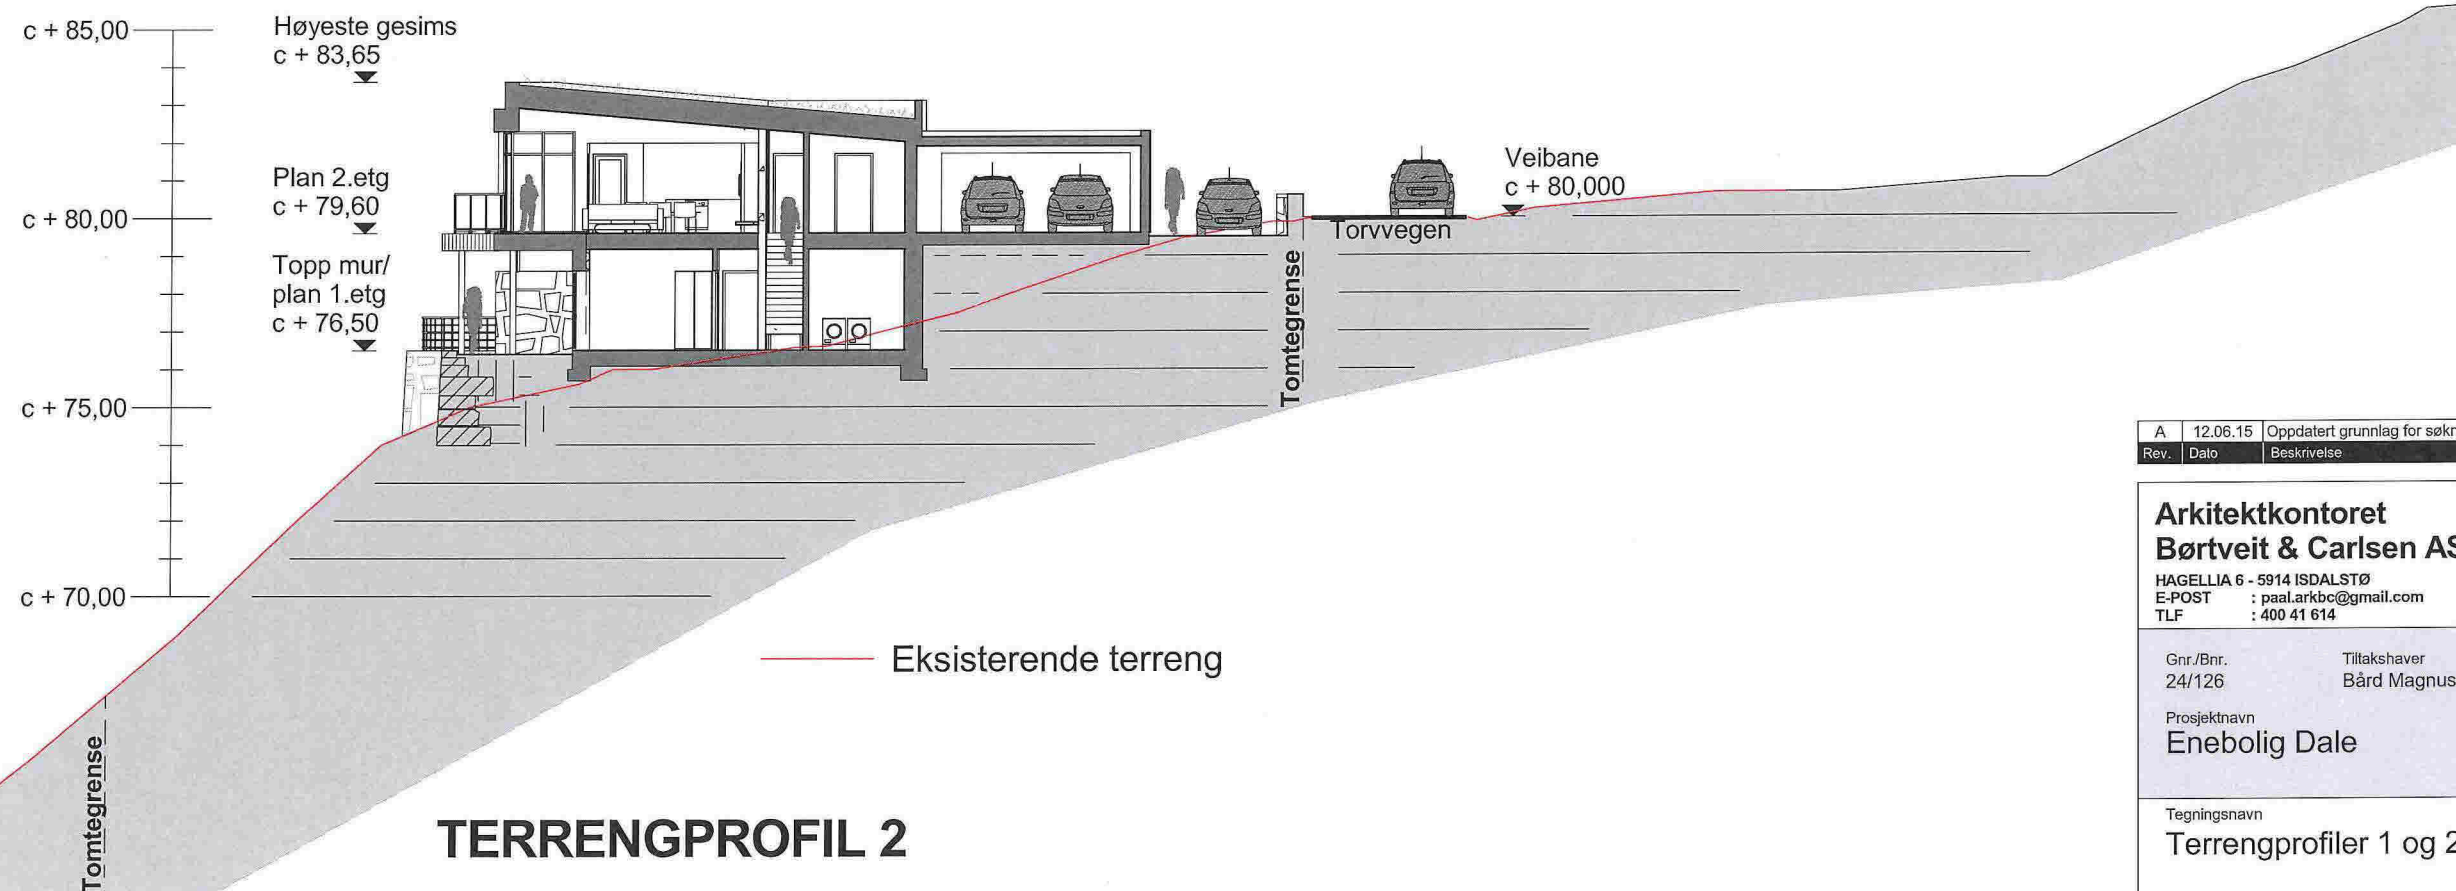 c + 85,00
Høyeste gesims
c + 83,65
Plan 2.etg
c + 79,60
c + 80,00
Topp mur/
plan 1.etg
c + 76,50
c + 75,00
c + 70,00
Veibane
c + 80,000
Torvvegen
Tomtegrense
Tomtegrense
Eksisterende terreng
TERRENGPROFIL 2
A 12.06.15 Oppdatert grunnlag for
Rev. Dato Beskrivelse
Arkitektkontoret
Børtveit & Carlsen AS
HAGELLIA 6 - 5914 ISDALSTØ
E-POST : paal.arkbc@gmail.com
TLF : 400 41 614
Gnr./Bnr. Tiltakshaver
24/126 Bård Magnus
Prosjektnavn
Enebolig Dale
Tegningsnavn
Terrengprofiler 1 og 2